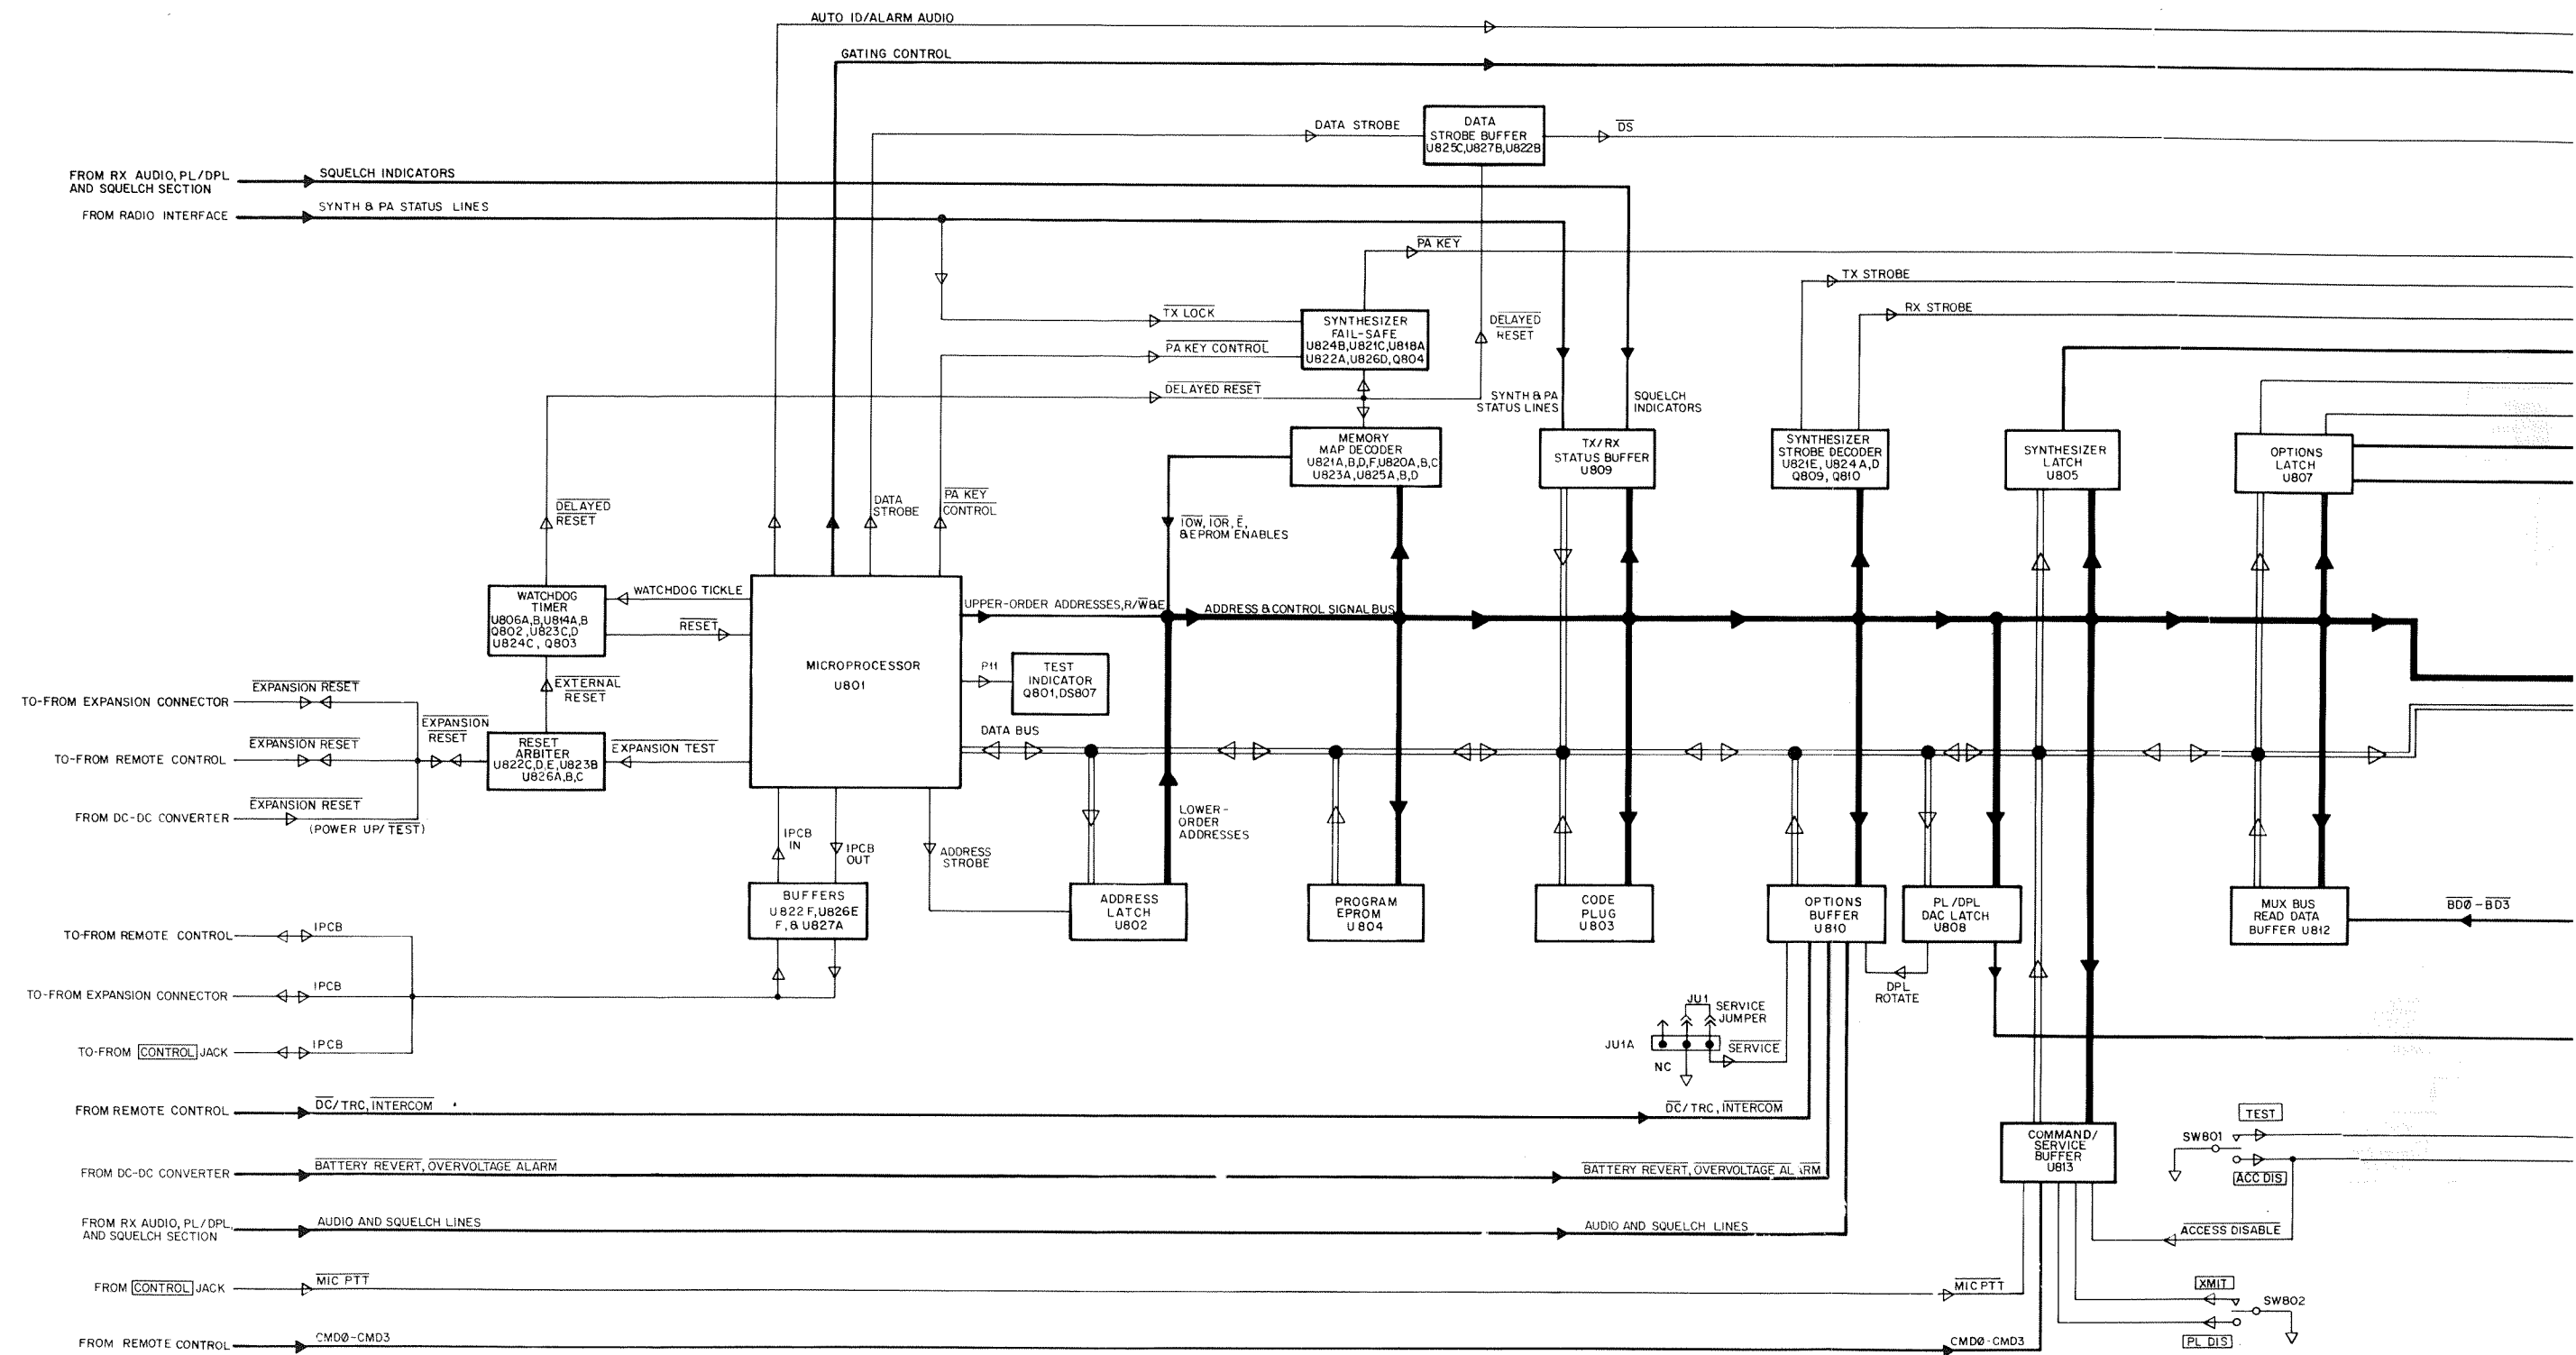 AUTO ID/ALARM AUDIO
GATING CONTROL
DATA STROBE
DATA
STROBE BUFFER
U825C,U827B,U822B
DS
FROM RX AUDIO, PL/DPL
AND SQUELCH SECTION
SQUELCH INDICATORS
FROM RADIO INTERFACE
SYNTH & PA STATUS LINES
PA KEY
TX STROBE
RX STROBE
TX LOCK
PA KEY CONTROL
SYNTHESIZER
FAIL-SAFE
U824B,U821C,U818A
U822A,U826D,Q804
DELAYED
RESET
DELAYED RESET
SYNTH & PA
STATUS LINES
SQUELCH
INDICATORS
MEMORY
MAP DECODER
U821A,B,D,F,U820A,B,C
U823A,U825A,B,D
TX/RX
STATUS BUFFER
U809
SYNTHESIZER
STROBE DECODER
U821E, U824A,D
Q809, Q810
SYNTHESIZER
LATCH
U805
OPTIONS
LATCH
U807
DELAYED
RESET
DATA
STROBE
PA KEY
CONTROL
IOW, IOR, E,
& EPROM ENABLES
WATCHDOG
TIMER
U806A,B,U814A,B
Q802,U823C,D
U824C, Q803
WATCHDOG TICKLE
RESET
UPPER-ORDER ADDRESSES,R/W&E
ADDRESS & CONTROL SIGNAL BUS
MICROPROCESSOR
U801
P11
TEST
INDICATOR
Q801,DS807
EXTERNAL
RESET
TO-FROM EXPANSION CONNECTOR
EXPANSION RESET
EXPANSION
RESET
TO-FROM REMOTE CONTROL
EXPANSION RESET
RESET
ARBITER
U822C,D,E,U823B
U826A,B,C
EXPANSION TEST
DATA BUS
FROM DC-DC CONVERTER
EXPANSION RESET
(POWER UP/TEST)
IPCB
IN
IPCB
OUT
ADDRESS
STROBE
LOWER-
ORDER
ADDRESSES
BUFFERS
U822F,U826E
F, & U827A
ADDRESS
LATCH
U802
PROGRAM
EPROM
U804
CODE
PLUG
U803
OPTIONS
BUFFER
U810
PL/DPL
DAC LATCH
U808
MUX BUS
READ DATA
BUFFER U812
BDØ-BD3
TO-FROM REMOTE CONTROL
IPCB
TO-FROM EXPANSION CONNECTOR
IPCB
TO-FROM CONTROL JACK
IPCB
DPL
ROTATE
JU1
SERVICE
JUMPER
JU1A
SERVICE
NC
FROM REMOTE CONTROL
DC/TRC, INTERCOM
DC/TRC, INTERCOM
COMMAND/
SERVICE
BUFFER
U813
TEST
SW801
ACC DIS
FROM DC-DC CONVERTER
BATTERY REVERT, OVERVOLTAGE ALARM
BATTERY REVERT, OVERVOLTAGE ALARM
FROM RX AUDIO, PL/DPL,
AND SQUELCH SECTION
AUDIO AND SQUELCH LINES
AUDIO AND SQUELCH LINES
ACCESS DISABLE
FROM CONTROL JACK
MIC PTT
MIC PTT
XMIT
SW802
PL DIS
FROM REMOTE CONTROL
CMDØ-CMD3
CMDØ-CMD3